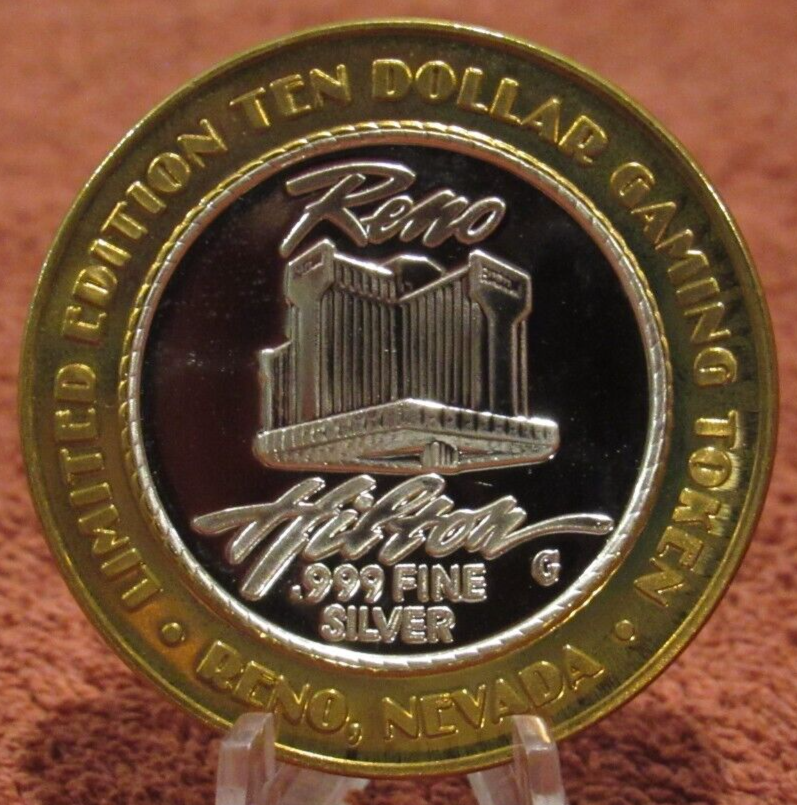 LIMITED EDITION TEN DOLLAR GAMING TOKEN
Reno
Hilton
G
.999 FINE
SILVER
• RENO, NEVADA •